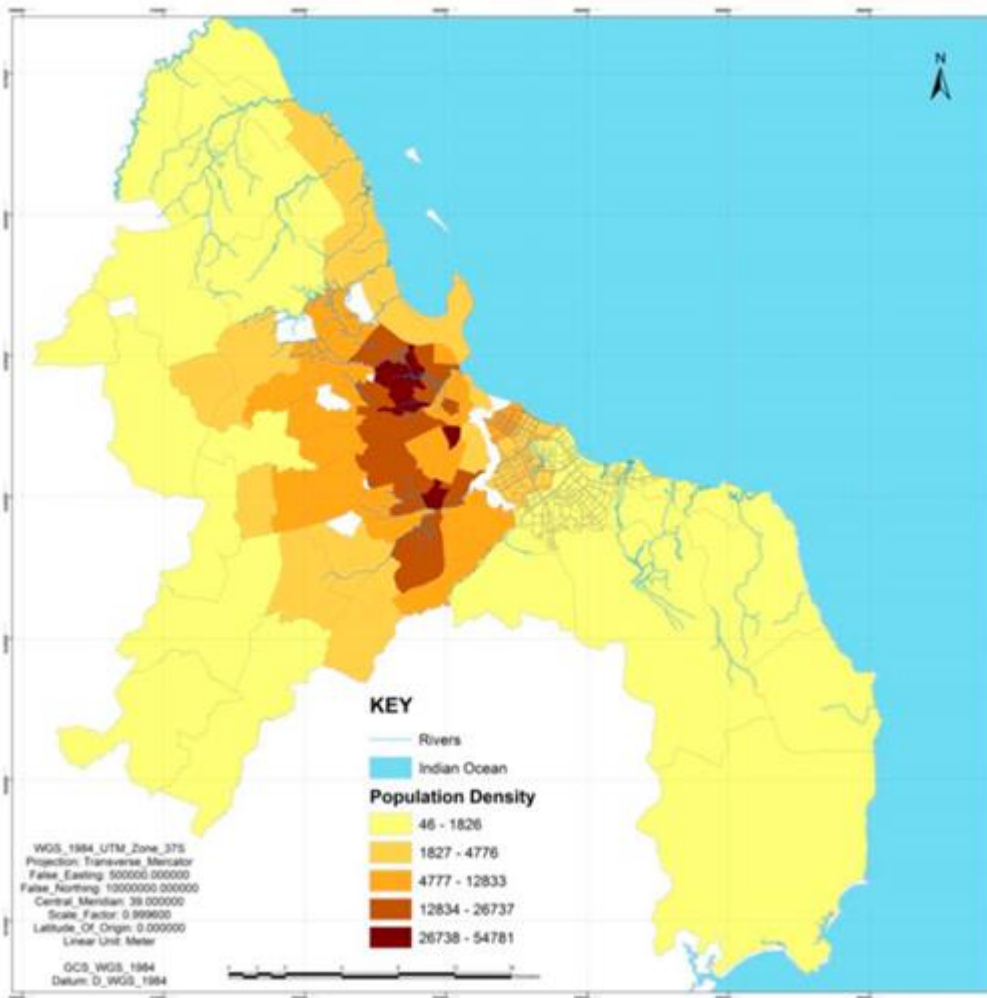 N
KEY
Rivers
Indian Ocean
Population Density
46 - 1826
1827 - 4776
4777 - 12833
12834 - 26737
26738 - 54781
WGS_1984_UTM_Zone_37S
Projection: Transverse_Mercator
False_Easting: 500000.000000
False_Northing: 10000000.000000
Central_Meridian: 39.000000
Scale_Factor: 0.999600
Latitude_Of_Origin: 0.000000
Linear Unit: Meter
GCS_WGS_1984
Datum: D_WGS_1984